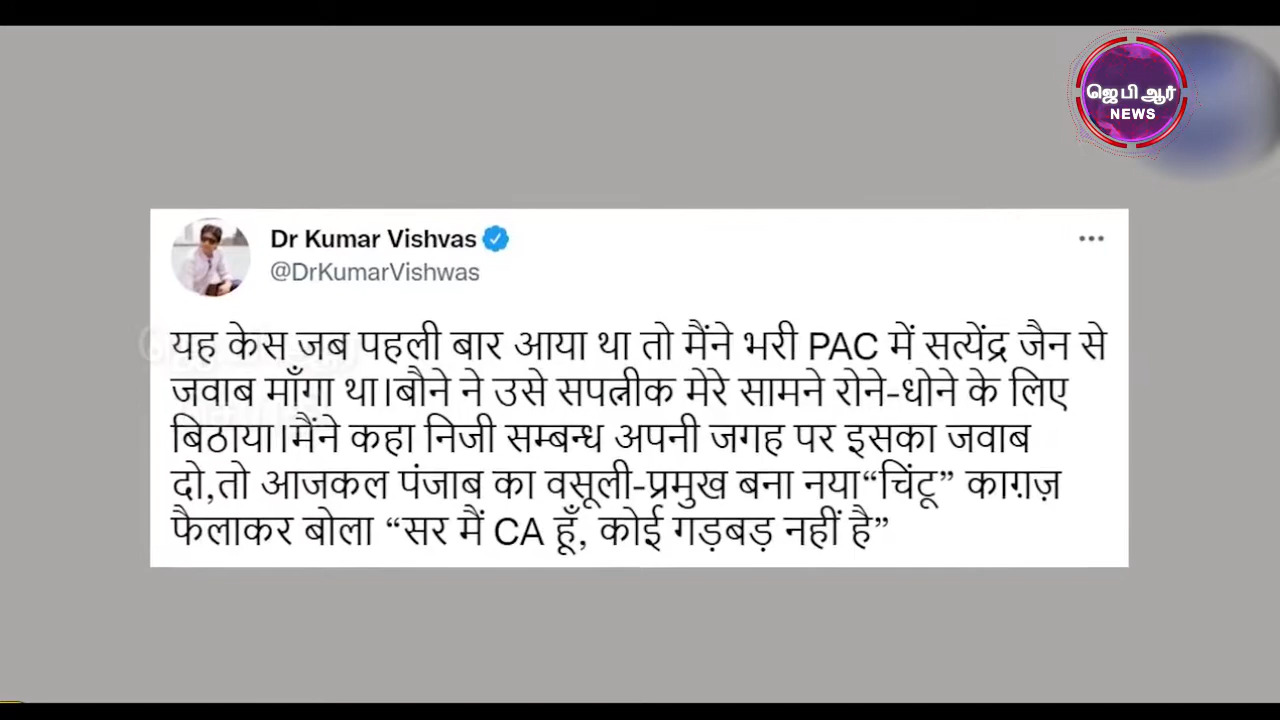 ஜெ பி ஆர்
NEWS
Dr Kumar Vishvas
@DrKumarVishwas
यह केस जब पहली बार आया था तो मैंने भरी PAC में सत्येंद्र जैन से
जवाब माँगा था।बौने ने उसे सपत्नीक मेरे सामने रोने-धोने के लिए
बिठाया।मैंने कहा निजी सम्बन्ध अपनी जगह पर इसका जवाब
दो,तो आजकल पंजाब का वसूली-प्रमुख बना नया“चिंटू” काग़ज़
फैलाकर बोला “सर मैं CA हूँ, कोई गड़बड़ नहीं है”